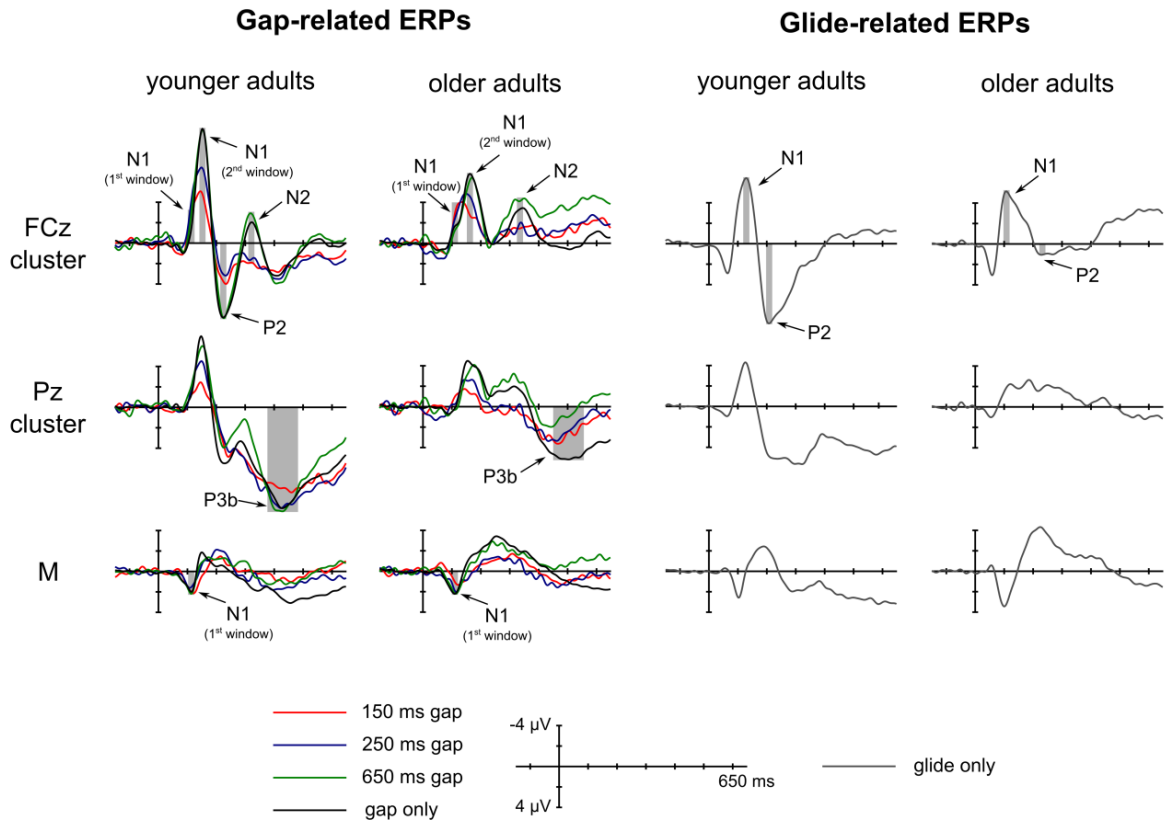 Gap-related ERPs
Glide-related ERPs
younger adults
older adults
younger adults
older adults
FCz
cluster
N1
(1st window)
N1
(2nd window)
N2
P2
N1
(1st window)
N1
(2nd window)
N2
N1
P2
N1
P2
Pz
cluster
P3b
P3b
M
N1
(1st window)
N1
(1st window)
150 ms gap
250 ms gap
650 ms gap
gap only
-4 µV
650 ms
4 µV
glide only